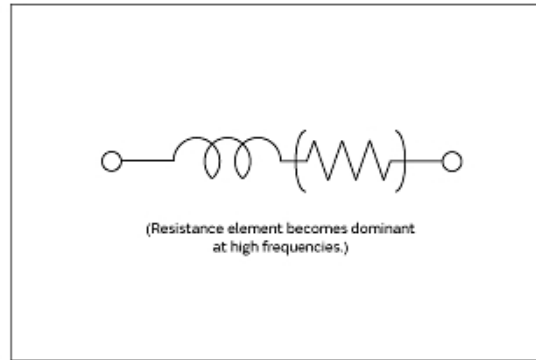 (Resistance element becomes dominant
at high frequencies.)